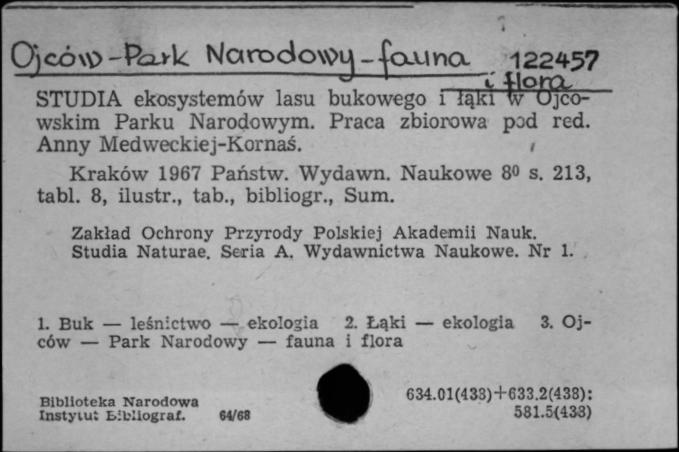 Ojców-Park Narodowy-fauna 122457
i flora
STUDIA ekosystemów lasu bukowego i łąki w Ojco-
wskim Parku Narodowym. Praca zbiorowa pod red.
Anny Medweckiej-Kornaś.
Kraków 1967 Państw. Wydawn. Naukowe 8⁰ s. 213,
tabl. 8, ilustr., tab., bibliogr., Sum.
Zakład Ochrony Przyrody Polskiej Akademii Nauk.
Studia Naturae. Seria A. Wydawnictwa Naukowe. Nr 1.
1. Buk — leśnictwo — ekologia 2. Łąki — ekologia 3. Oj-
ców — Park Narodowy — fauna i flora
Biblioteka Narodowa
Instytut Bibliograf. 64/68
634.01(438)+633.2(438):
581.5(438)